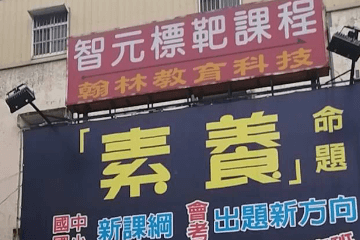 智元標靶課程
翰林教育科技
「素養」命題
國中 新課綱 會考 出題新方向